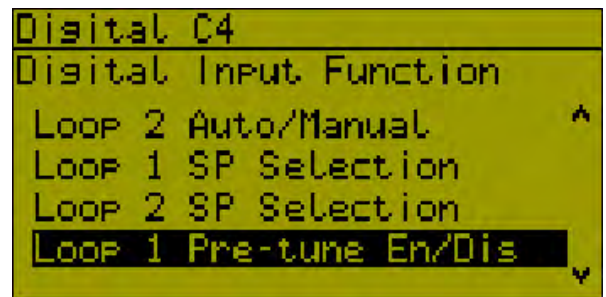 Digital C4
Digital Input Function
Loop 2 Auto/Manual
Loop 1 SP Selection
Loop 2 SP Selection
Loop 1 Pre-tune En/Dis